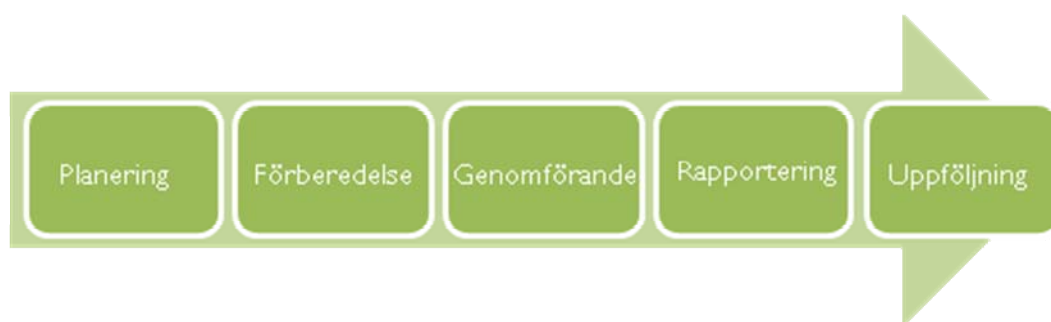 Planering
Förberedelse
Genomförande
Rapportering
Uppföljning